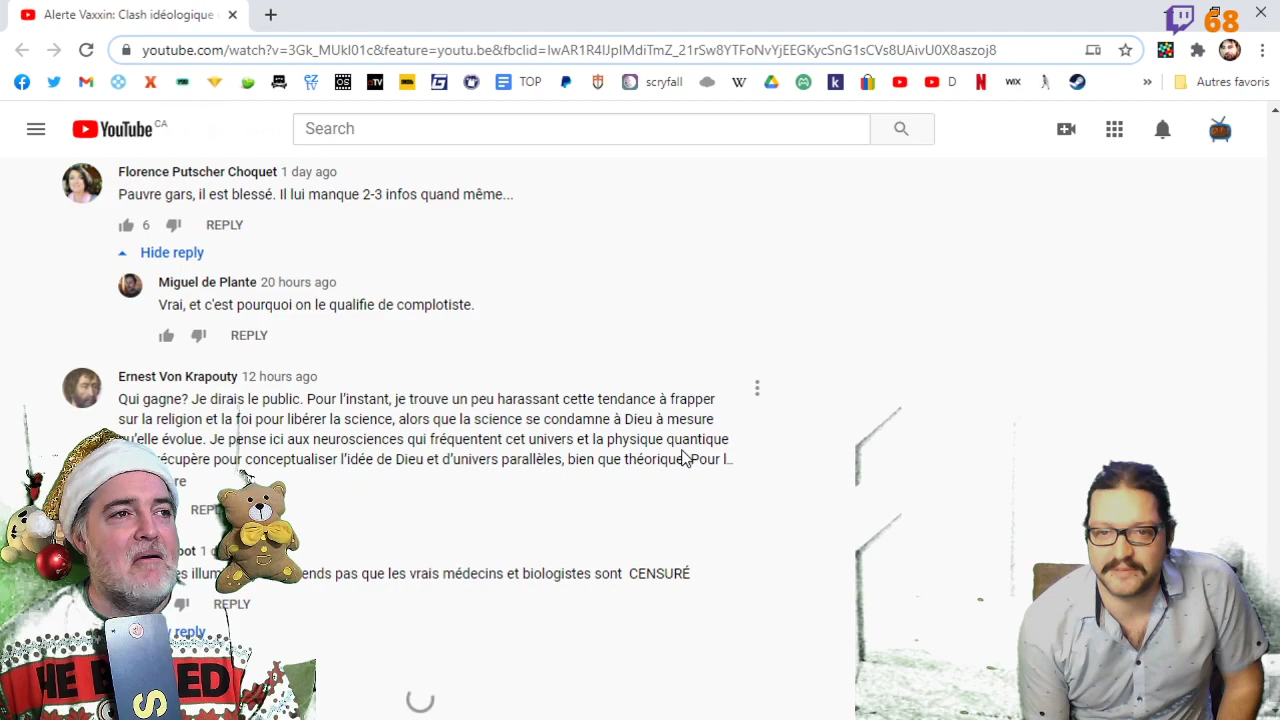 Alerte Vaxxin: Clash idéologique
68
youtube.com/watch?v=3Gk_MUkI01c&feature=youtu.be&fbclid=IwAR1R4IJpIMdiTmZ_21rSw8YTFoNvYjEEGKycSnG1sCVs8UAivU0X8aszoj8
TOP
scryfall
D
WIX
Autres favoris
YouTube CA
Search
Florence Putscher Choquet 1 day ago
Pauvre gars, il est blessé. Il lui manque 2-3 infos quand même...
6 REPLY
Hide reply
Miguel de Plante 20 hours ago
Vrai, et c'est pourquoi on le qualifie de complotiste.
REPLY
Ernest Von Krapouty 12 hours ago
Qui gagne? Je dirais le public. Pour l'instant, je trouve un peu harassant cette tendance à frapper
sur la religion et la foi pour libérer la science, alors que la science se condamne à Dieu à mesure
qu'elle évolue. Je pense ici aux neurosciences qui fréquentent cet univers et la physique quantique
récupère pour conceptualiser l'idée de Dieu et d'univers parallèles, bien que théorique. Pour l...
REPL
pas que les vrais médecins et biologistes sont CENSURÉ
REPLY
reply